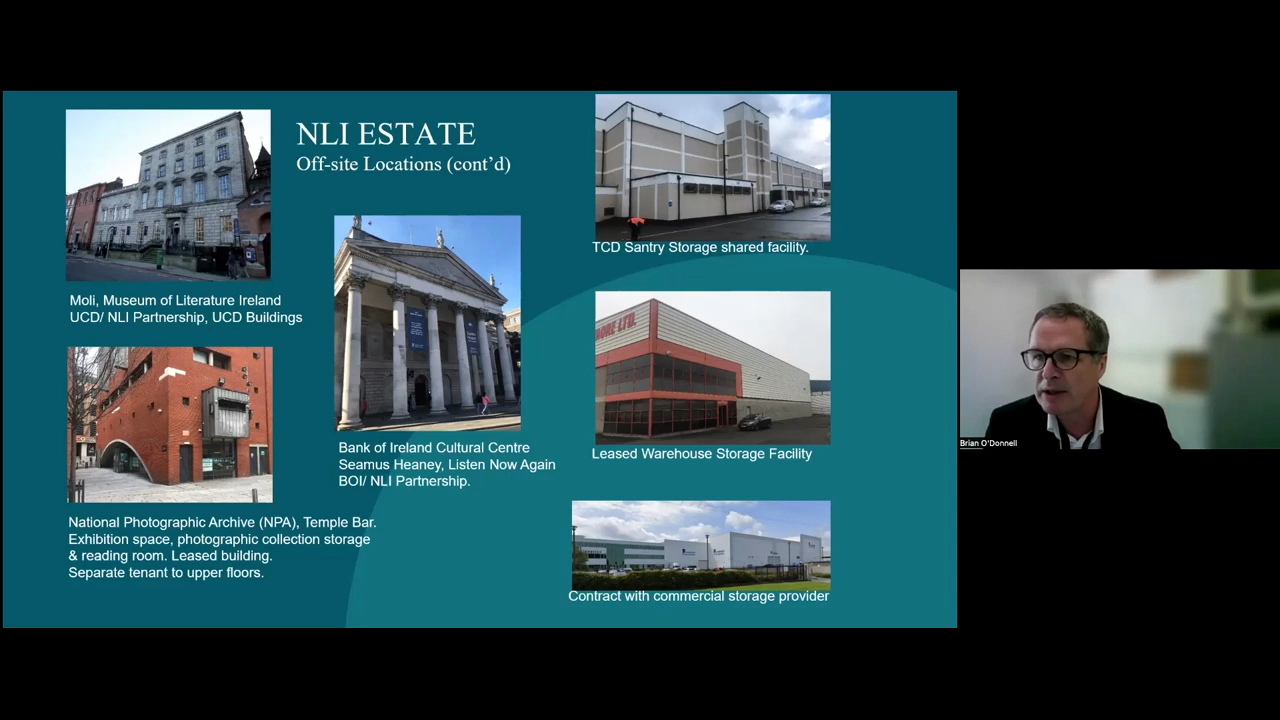 NLI ESTATE
Off-site Locations (cont'd)
Moli, Museum of Literature Ireland
UCD/ NLI Partnership, UCD Buildings
National Photographic Archive (NPA), Temple Bar.
Exhibition space, photographic collection storage
& reading room. Leased building.
Separate tenant to upper floors.
Bank of Ireland Cultural Centre
Seamus Heaney, Listen Now Again
BOI/ NLI Partnership.
TCD Santry Storage shared facility.
LTD.
Leased Warehouse Storage Facility
Contract with commercial storage provider
Brian O'Donnell